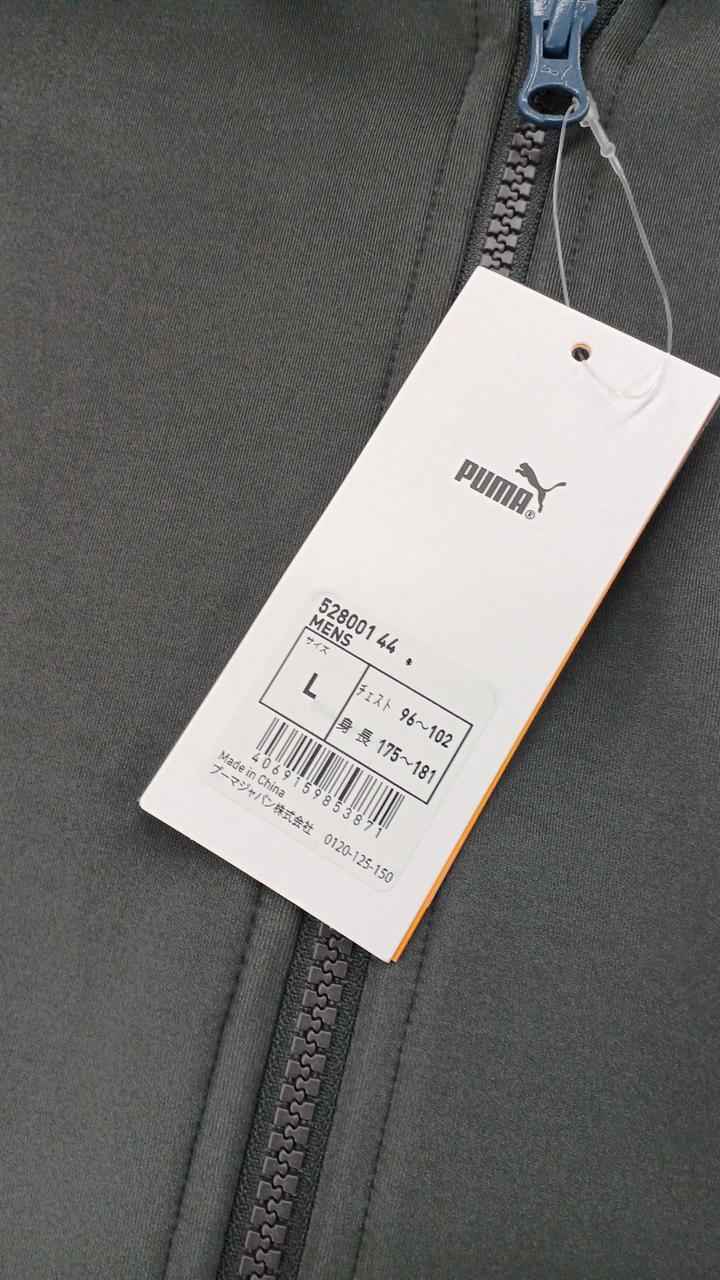 PUMA®
528001 44
MENS
サイズ
L
チェスト 96〜102
身長 175〜181
4069159853871
Made in China
プーマジャパン株式会社 0120-125-150